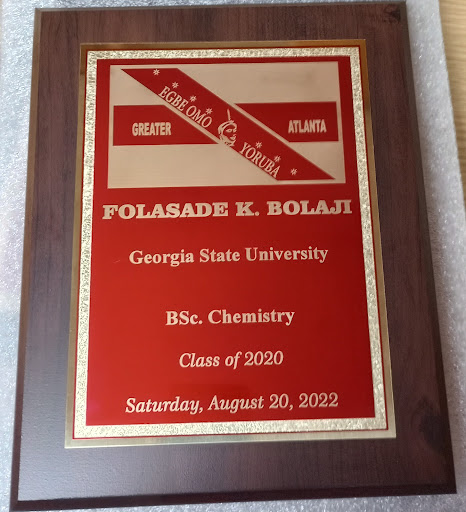 EGBE OMO
YORUBA
GREATER
ATLANTA
FOLASADE K. BOLAJI
Georgia State University
BSc. Chemistry
Class of 2020
Saturday, August 20, 2022